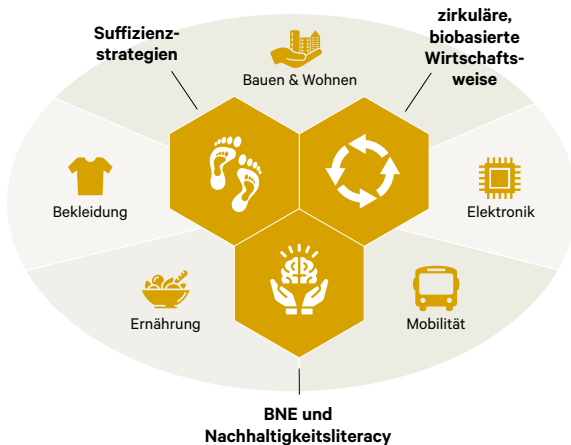 Suffizienz-
strategien
zirkuläre,
biobasierte
Wirtschafts-
weise
Bauen & Wohnen
Bekleidung
Elektronik
Ernährung
Mobilität
BNE und
Nachhaltigkeitsliteracy